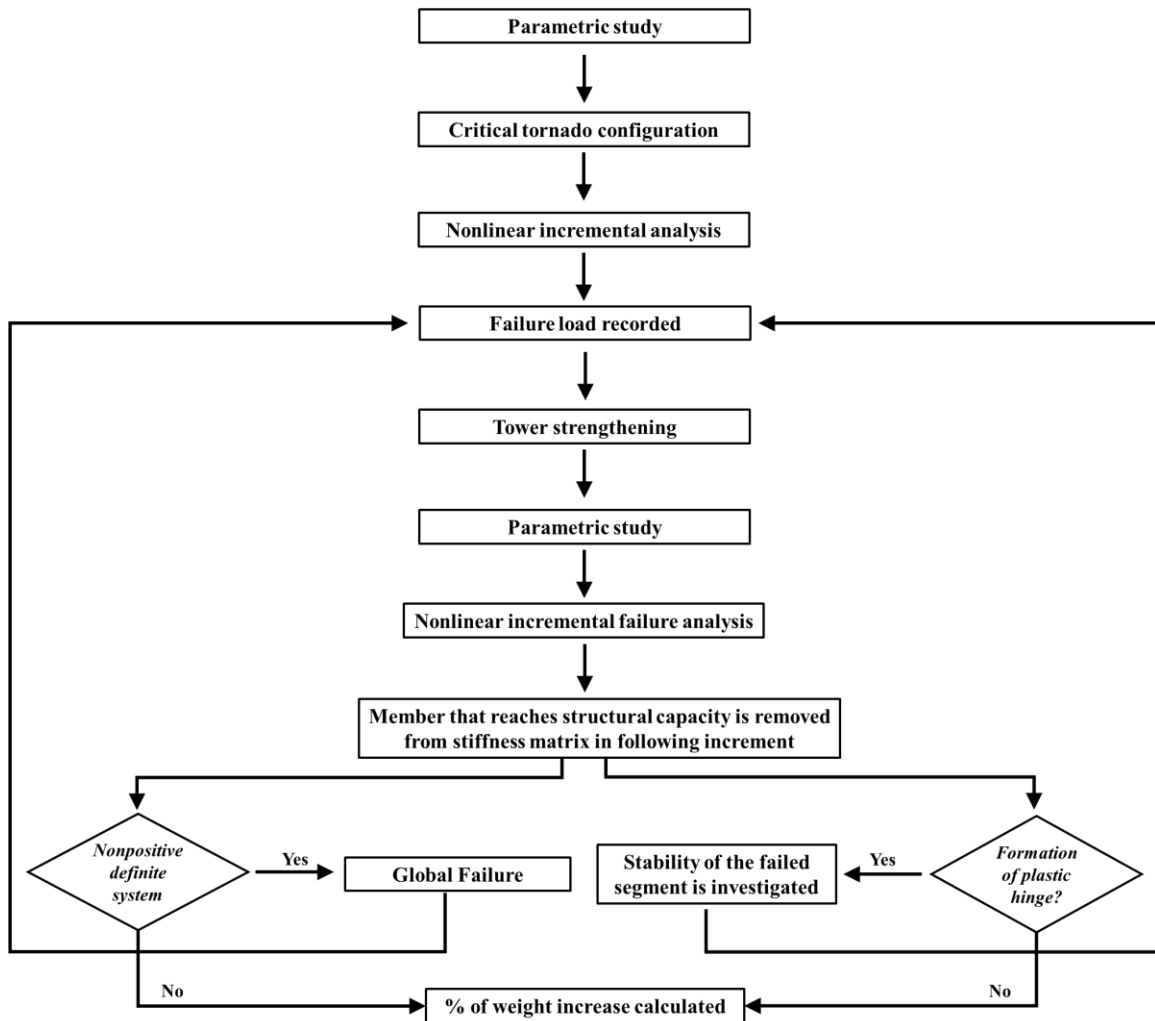 Parametric study
Critical tornado configuration
Nonlinear incremental analysis
Failure load recorded
Tower strengthening
Parametric study
Nonlinear incremental failure analysis
Member that reaches structural capacity is removed
from stiffness matrix in following increment
Nonpositive
definite
system
Yes
Global Failure
Stability of the failed
segment is investigated
Yes
Formation
of plastic
hinge?
No
% of weight increase calculated
No